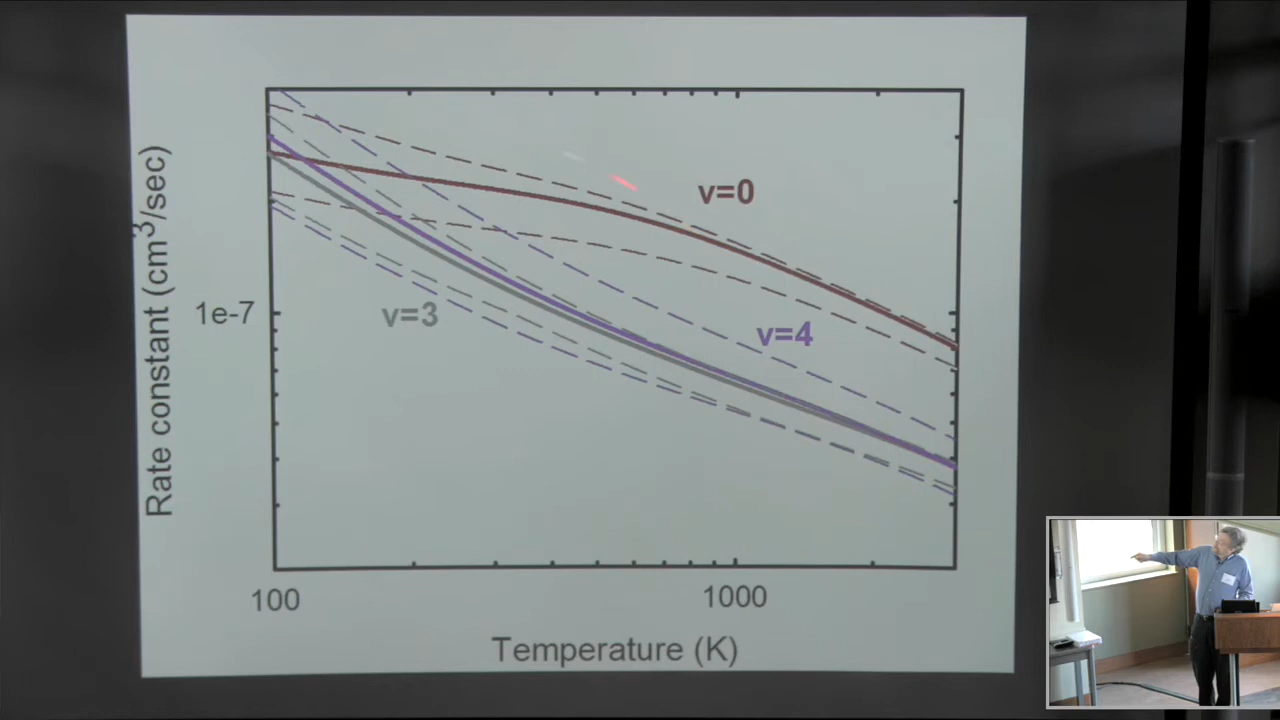 Rate constant (cm³/sec)
v=0
1e-7
v=3
v=4
100
1000
Temperature (K)